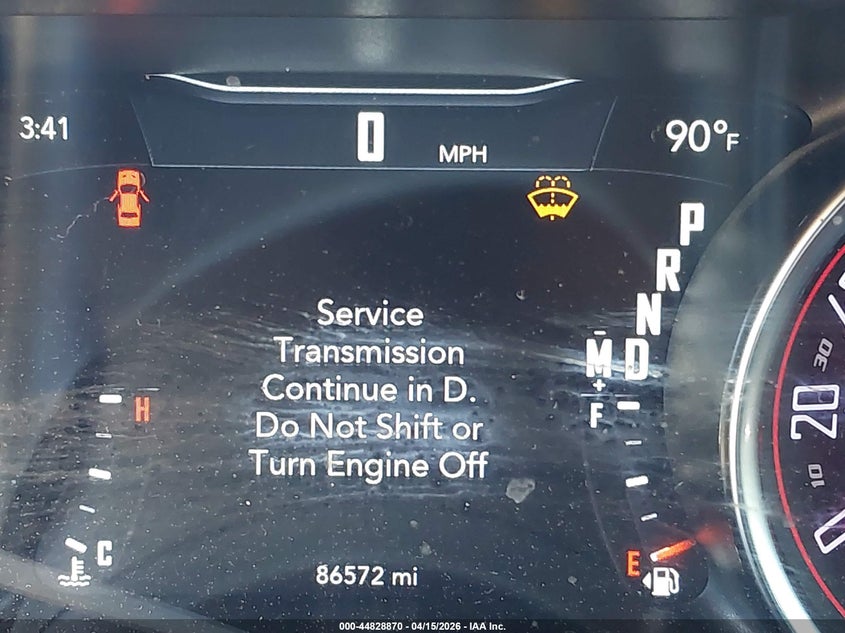 3:41
0 MPH
90°F
P
R
N
M D
- +
Service
Transmission
Continue in D.
Do Not Shift or
Turn Engine Off
H
F
C
E
86572 mi
30
20
10
000-44828870 - 04/15/2026 - IAA Inc.